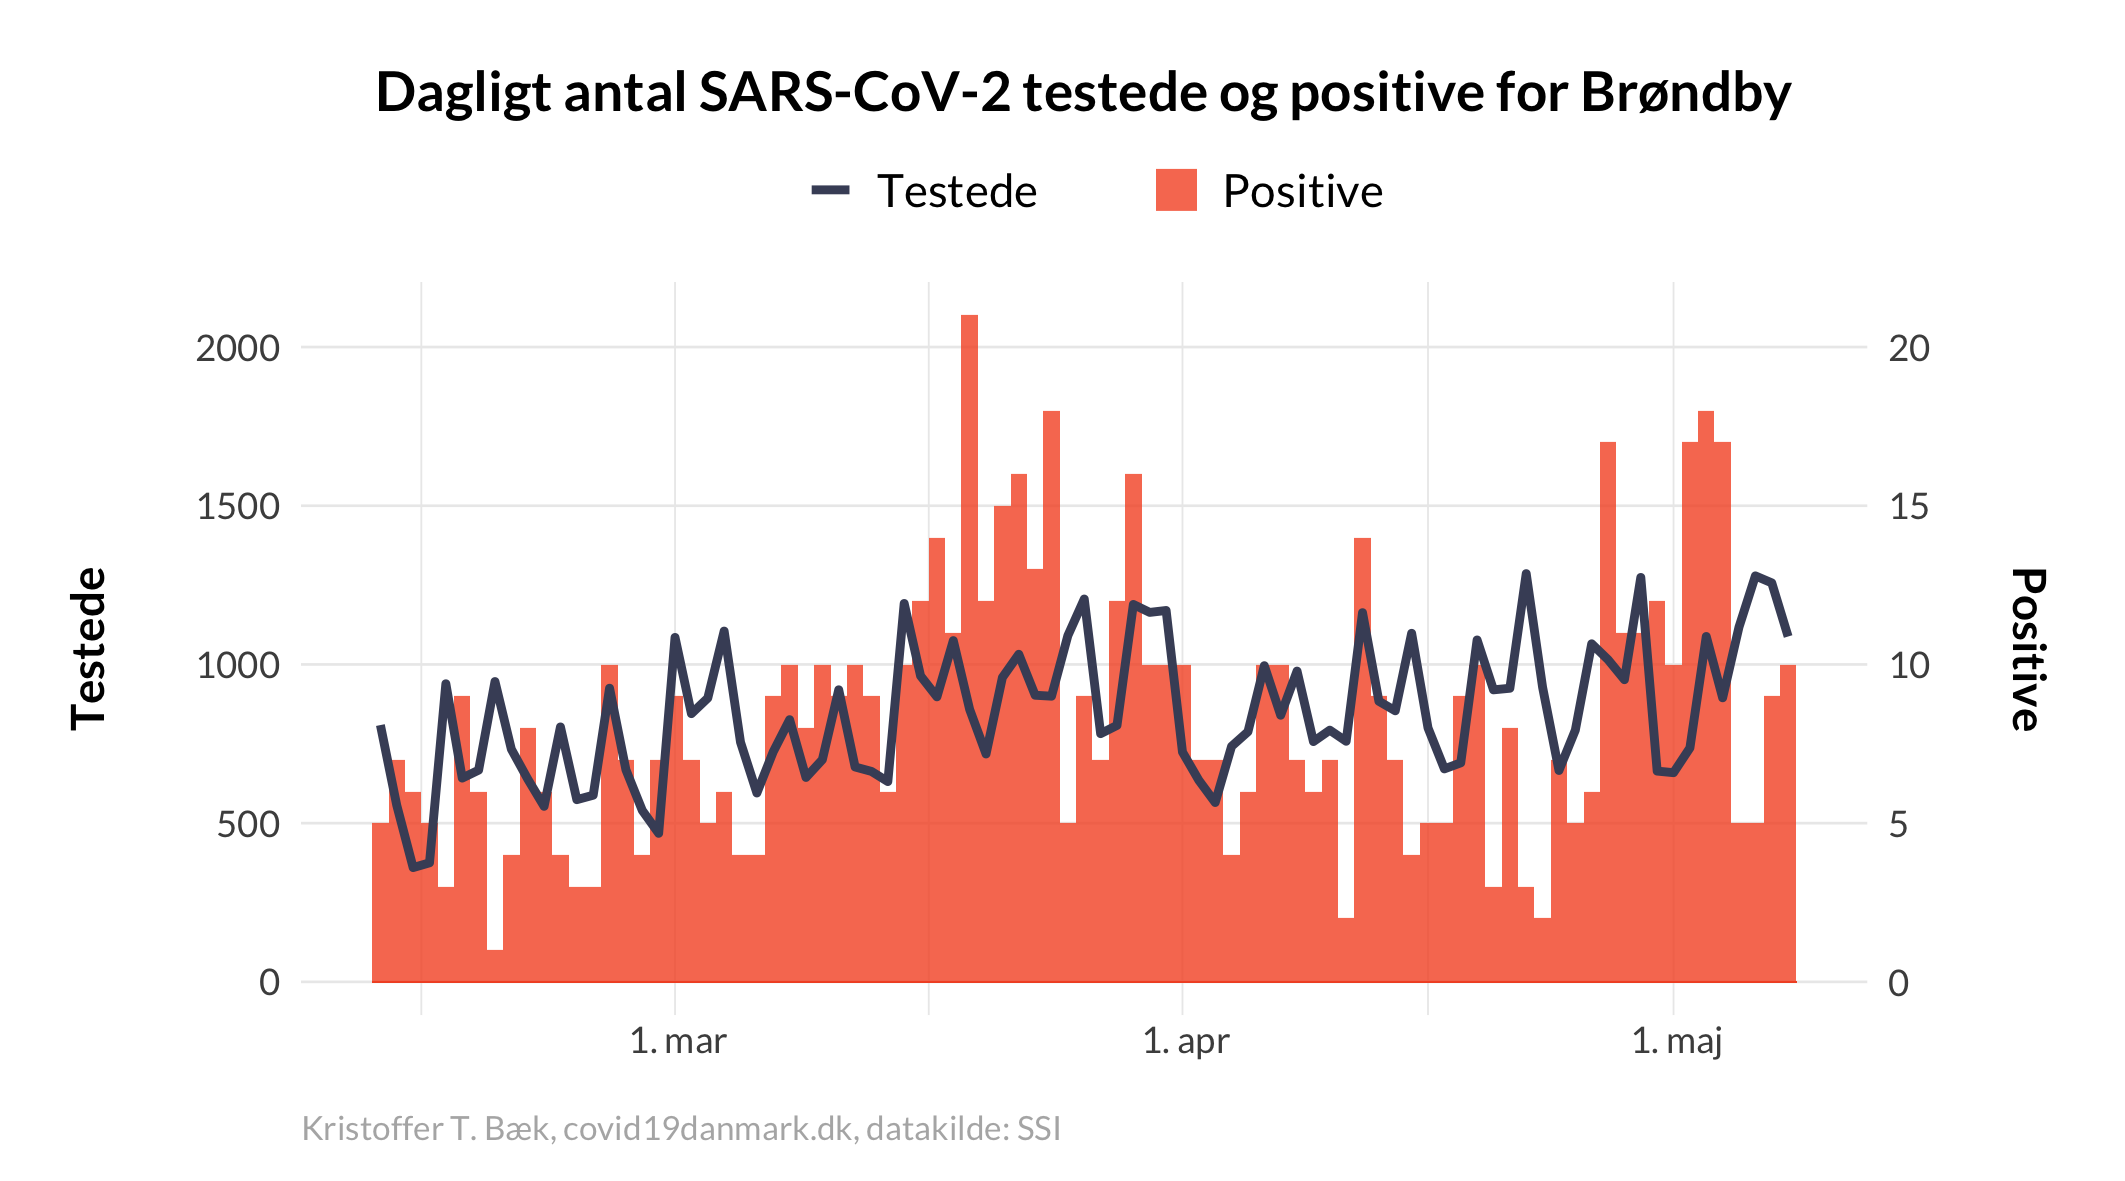 Dagligt antal SARS-CoV-2 testede og positive for Brøndby
Testede
Positive
2000
1500
1000
500
0
20
15
10
5
0
Testede
Positive
1. mar
1. apr
1. maj
Kristoffer T. Bæk, covid19danmark.dk, datakilde: SSI